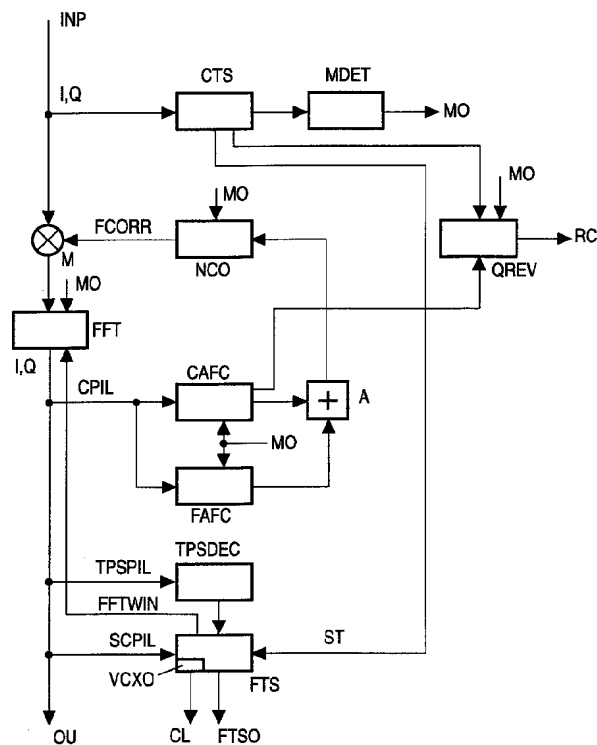 INP
CTS
MDET
I,Q
MO
MO
MO
FCORR
RC
M
NCO
QREV
MO
FFT
I,Q
CAFC
CPIL
+
A
MO
FAFC
TPSDEC
TPSPIL
FFTWIN
SCPIL
ST
VCXO
FTS
OU
CL
FTSO